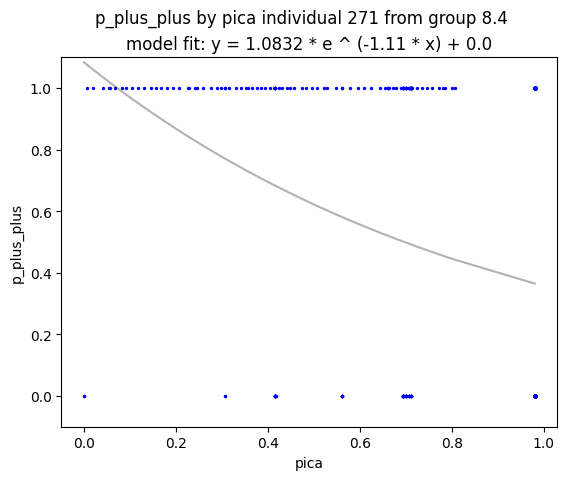 p_plus_plus by pica individual 271 from group 8.4
model fit: y = 1.0832 * e ^ (-1.11 * x) + 0.0
1.0
0.8
0.6
0.4
0.2
0.0
p_plus_plus
0.0 0.2 0.4 0.6 0.8 1.0
pica